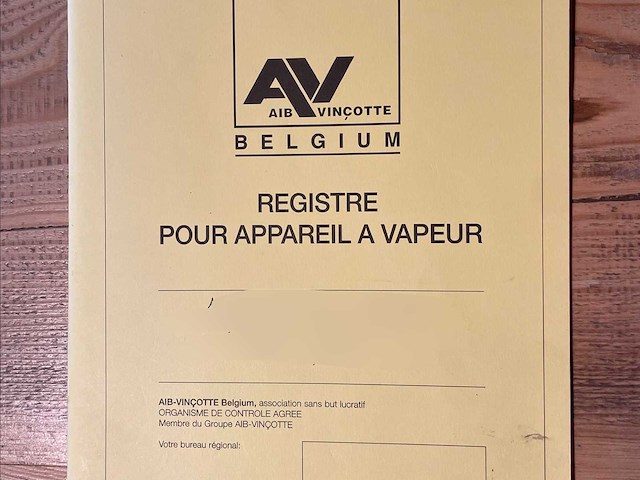 AV
AIB VINÇOTTE
BELGIUM
REGISTRE
POUR APPAREIL A VAPEUR
AIB-VINÇOTTE Belgium, association sans but lucratif
ORGANISME DE CONTROLE AGREE
Membre du Groupe AIB-VINÇOTTE
Votre bureau régional: